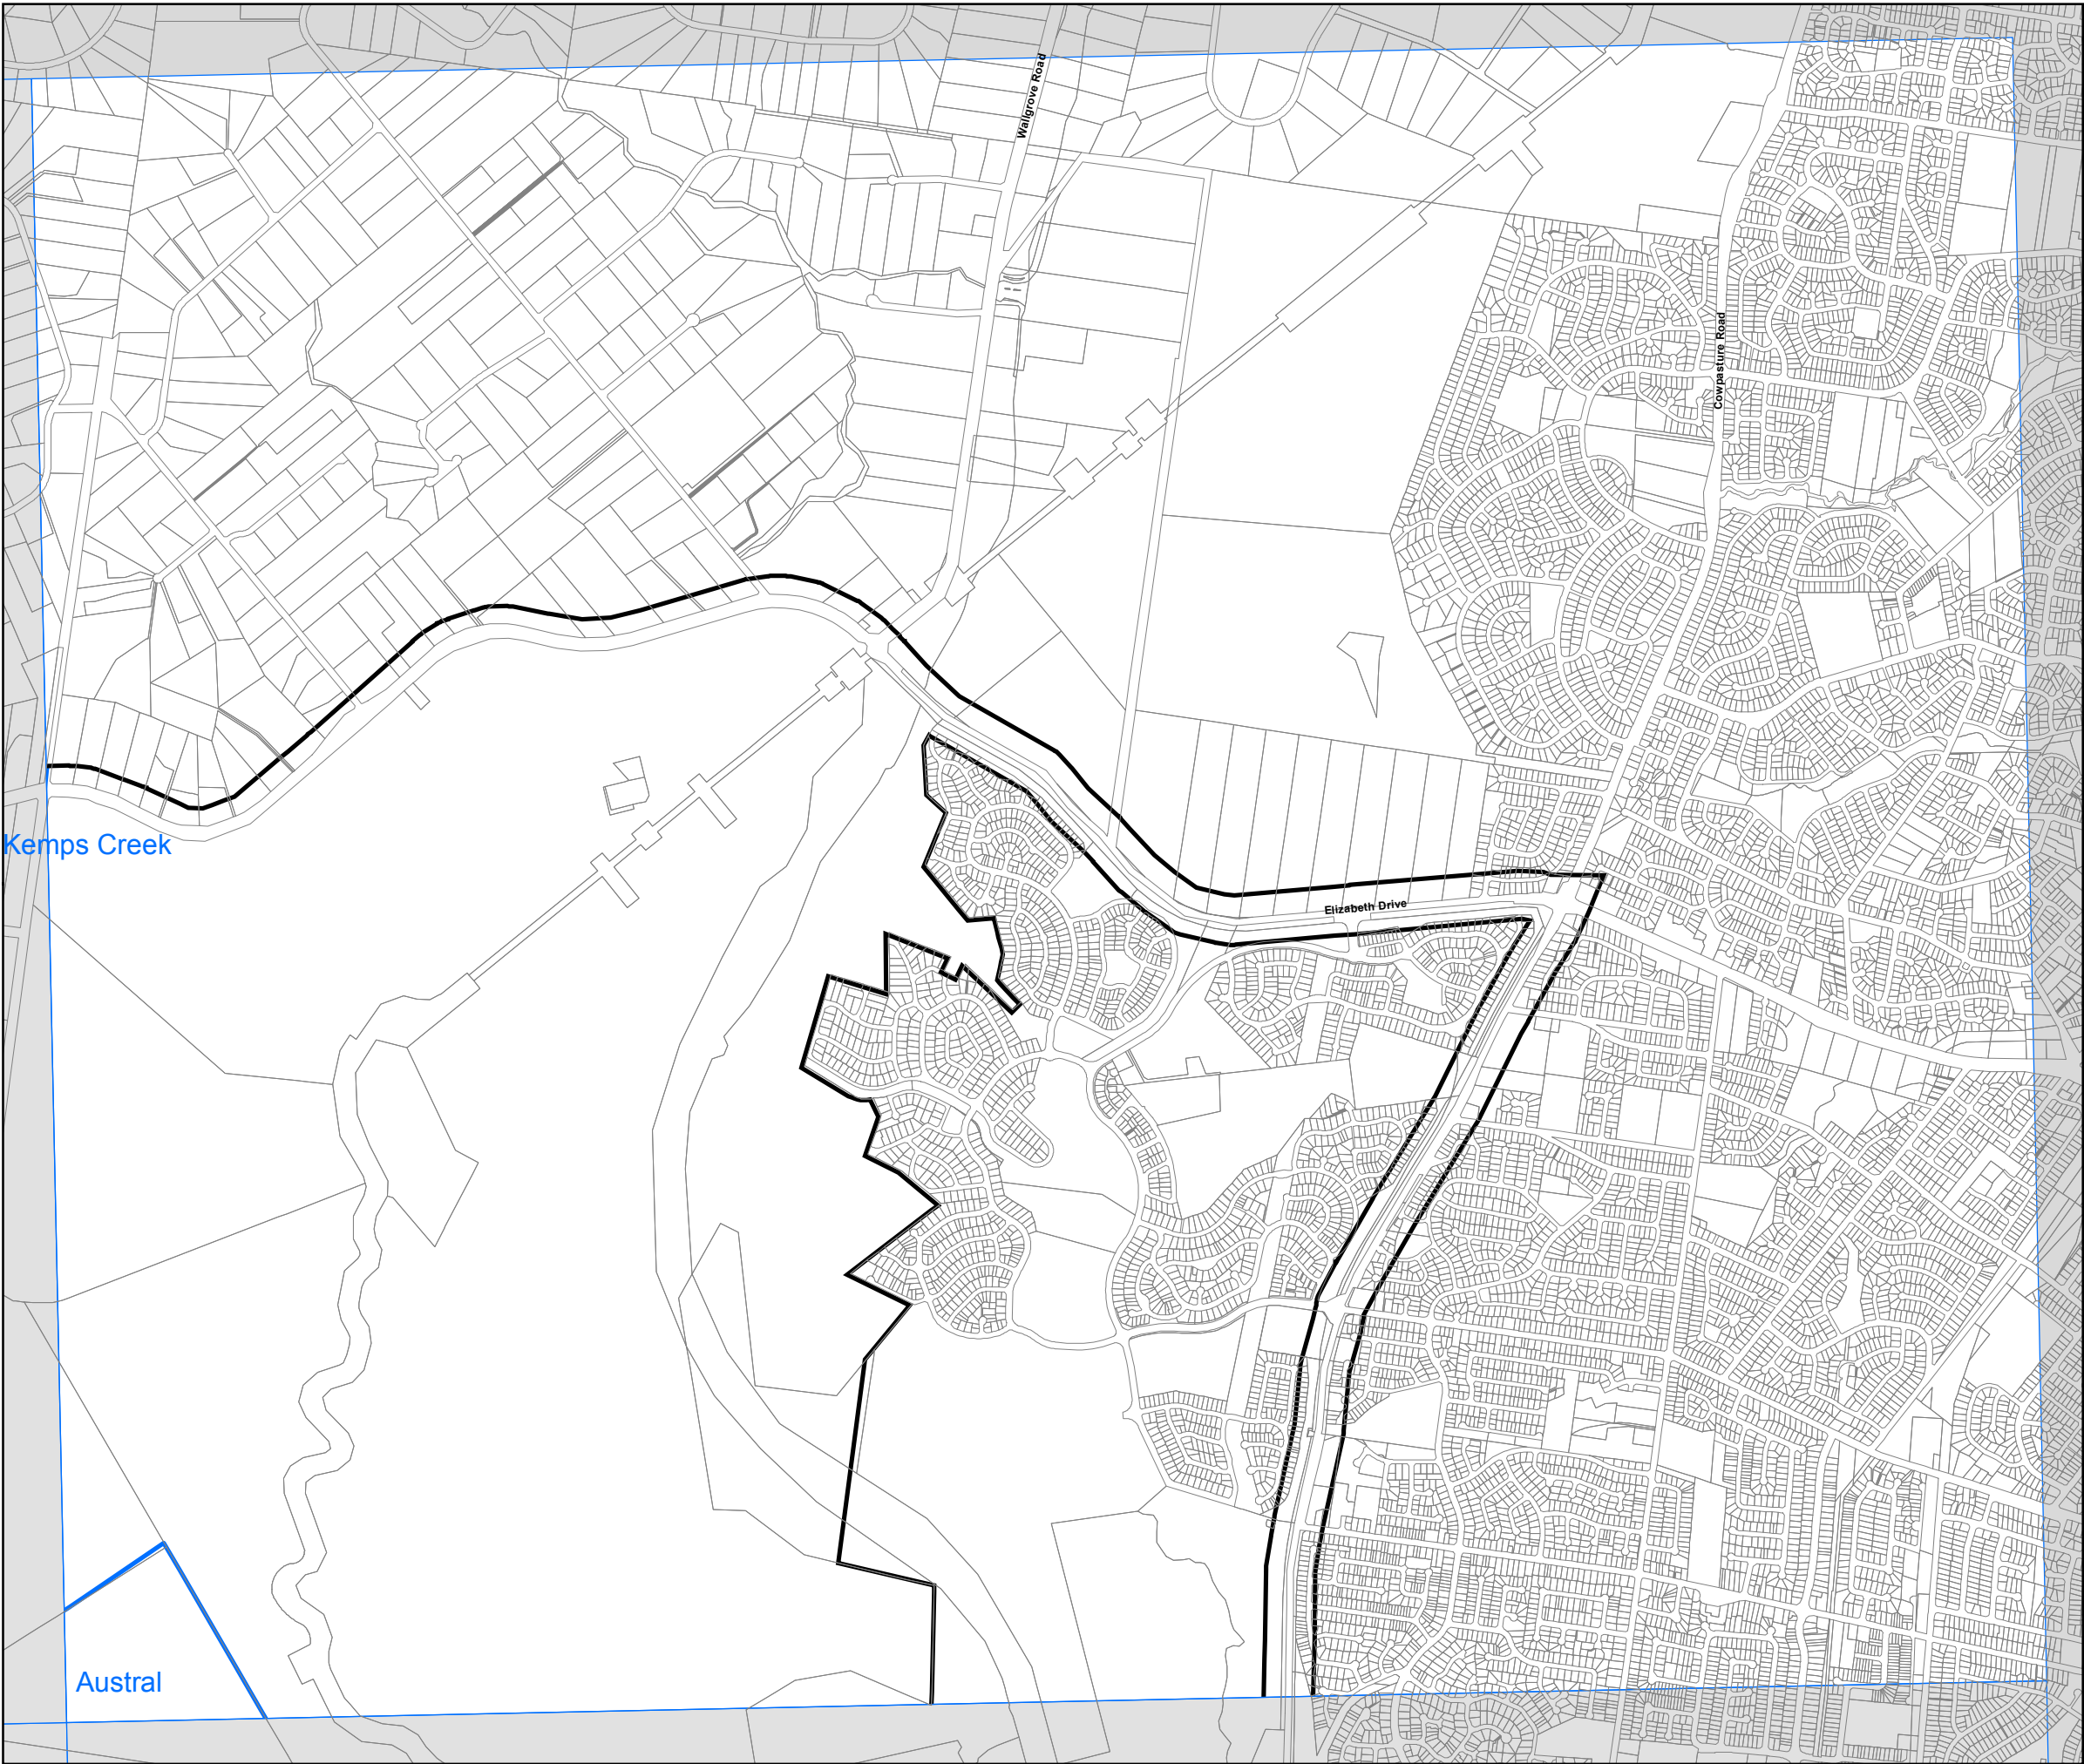 Wallgrove Road
Cowpasture Road
Kemps Creek
Elizabeth Drive
Austral